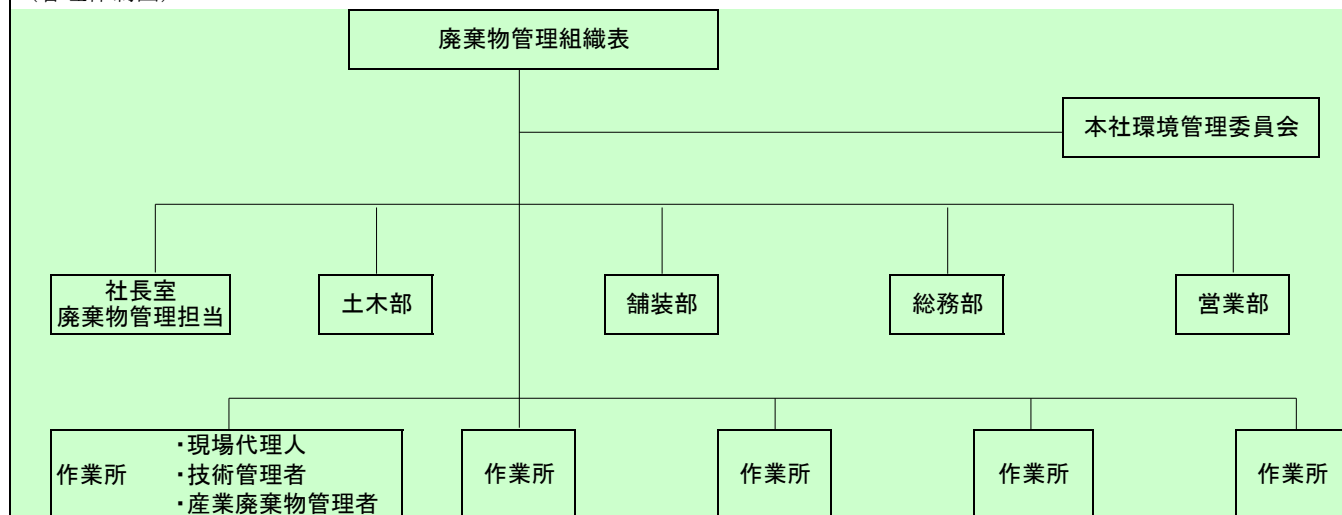 廃棄物管理組織表
本社環境管理委員会
社長室
廃棄物管理担当
土木部
舗装部
総務部
営業部
作業所
・現場代理人
・技術管理者
・産業廃棄物管理者
作業所
作業所
作業所
作業所